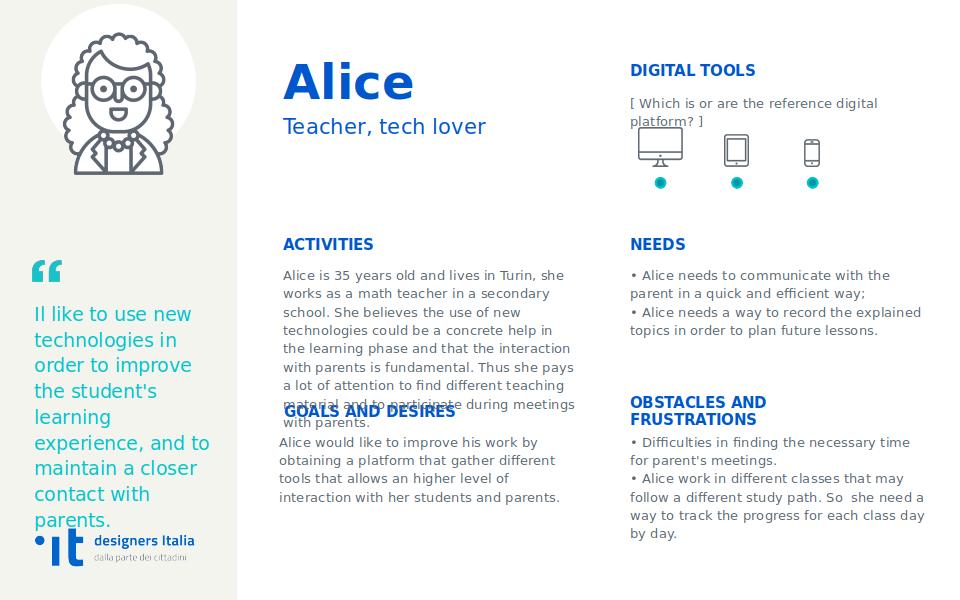 Alice
Teacher, tech lover
DIGITAL TOOLS
[ Which is or are the reference digital
platform? ]
“
Il like to use new
technologies in
order to improve
the student's
learning
experience, and to
maintain a closer
contact with
parents.
designers Italia
dalla parte dei cittadini
ACTIVITIES
Alice is 35 years old and lives in Turin, she
works as a math teacher in a secondary
school. She believes the use of new
technologies could be a concrete help in
the learning phase and that the interaction
with parents is fundamental. Thus she pays
a lot of attention to find different teaching
material and to participate during meetings
with parents.
GOALS AND DESIRES
Alice would like to improve his work by
obtaining a platform that gather different
tools that allows an higher level of
interaction with her students and parents.
NEEDS
• Alice needs to communicate with the
parent in a quick and efficient way;
• Alice needs a way to record the explained
topics in order to plan future lessons.
OBSTACLES AND
FRUSTRATIONS
• Difficulties in finding the necessary time
for parent's meetings.
• Alice work in different classes that may
follow a different study path. So  she need a
way to track the progress for each class day
by day.